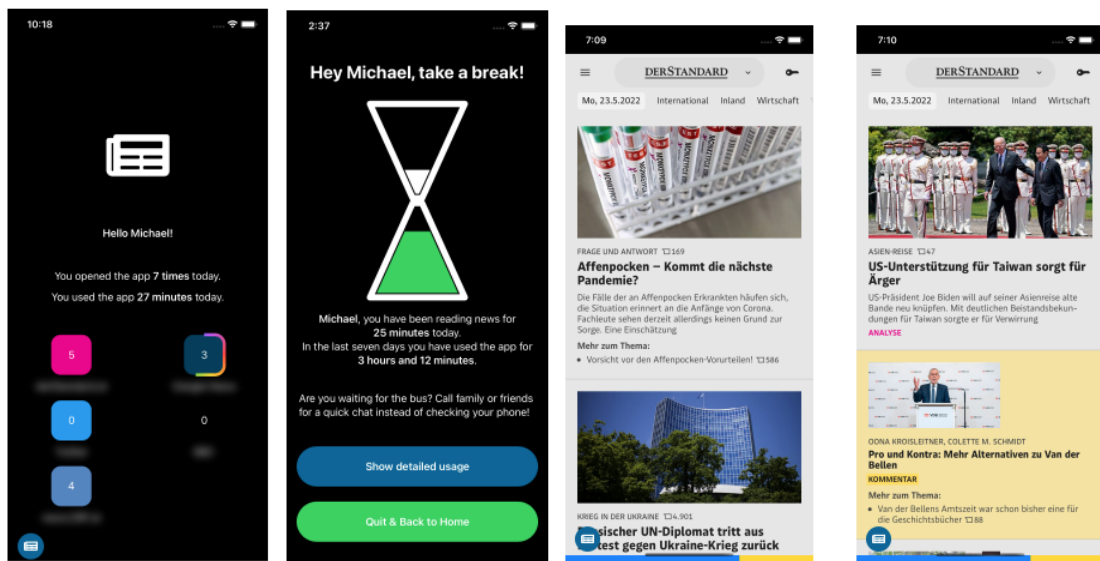 10:18
Hello Michael!
You opened the app 7 times today.
You used the app 27 minutes today.
5
3
0
0
4
2:37
Hey Michael, take a break!
Michael, you have been reading news for
25 minutes today.
In the last seven days you have used the app for
3 hours and 12 minutes.
Are you waiting for the bus? Call family or friends
for a quick chat instead of checking your phone!
Show detailed usage
Quit & Back to Home
7:09
DERSTANDARD
Mo, 23.5.2022 International Inland Wirtschaft
FRAGE UND ANTWORT 169
Affenpocken – Kommt die nächste
Pandemie?
Die Fälle der an Affenpocken Erkrankten häufen sich,
die Situation erinnert an die Anfänge von Corona.
Fachleute sehen derzeit allerdings keinen Grund zur
Sorge. Eine Einschätzung
Mehr zum Thema:
• Vorsicht vor den Affenpocken-Vorurteilen! 586
KRIEG IN DER UKRAINE 4.901
sischer UN-Diplomat tritt aus
test gegen Ukraine-Krieg zurück
7:10
DERSTANDARD
Mo, 23.5.2022 International Inland Wirtschaft
ASIEN-REISE 47
US-Unterstützung für Taiwan sorgt für
Ärger
US-Präsident Joe Biden will auf seiner Asienreise alte
Bande neu knüpfen. Mit deutlichen Beistandsbekun-
dungen für Taiwan sorgte er für Verwirrung
ANALYSE
OONA KROISLEITNER, COLETTE M. SCHMIDT
Pro und Kontra: Mehr Alternativen zu Van der
Bellen
KOMMENTAR
Mehr zum Thema:
• Van der Bellens Amtszeit war schon bisher eine für
die Geschichtsbücher 88